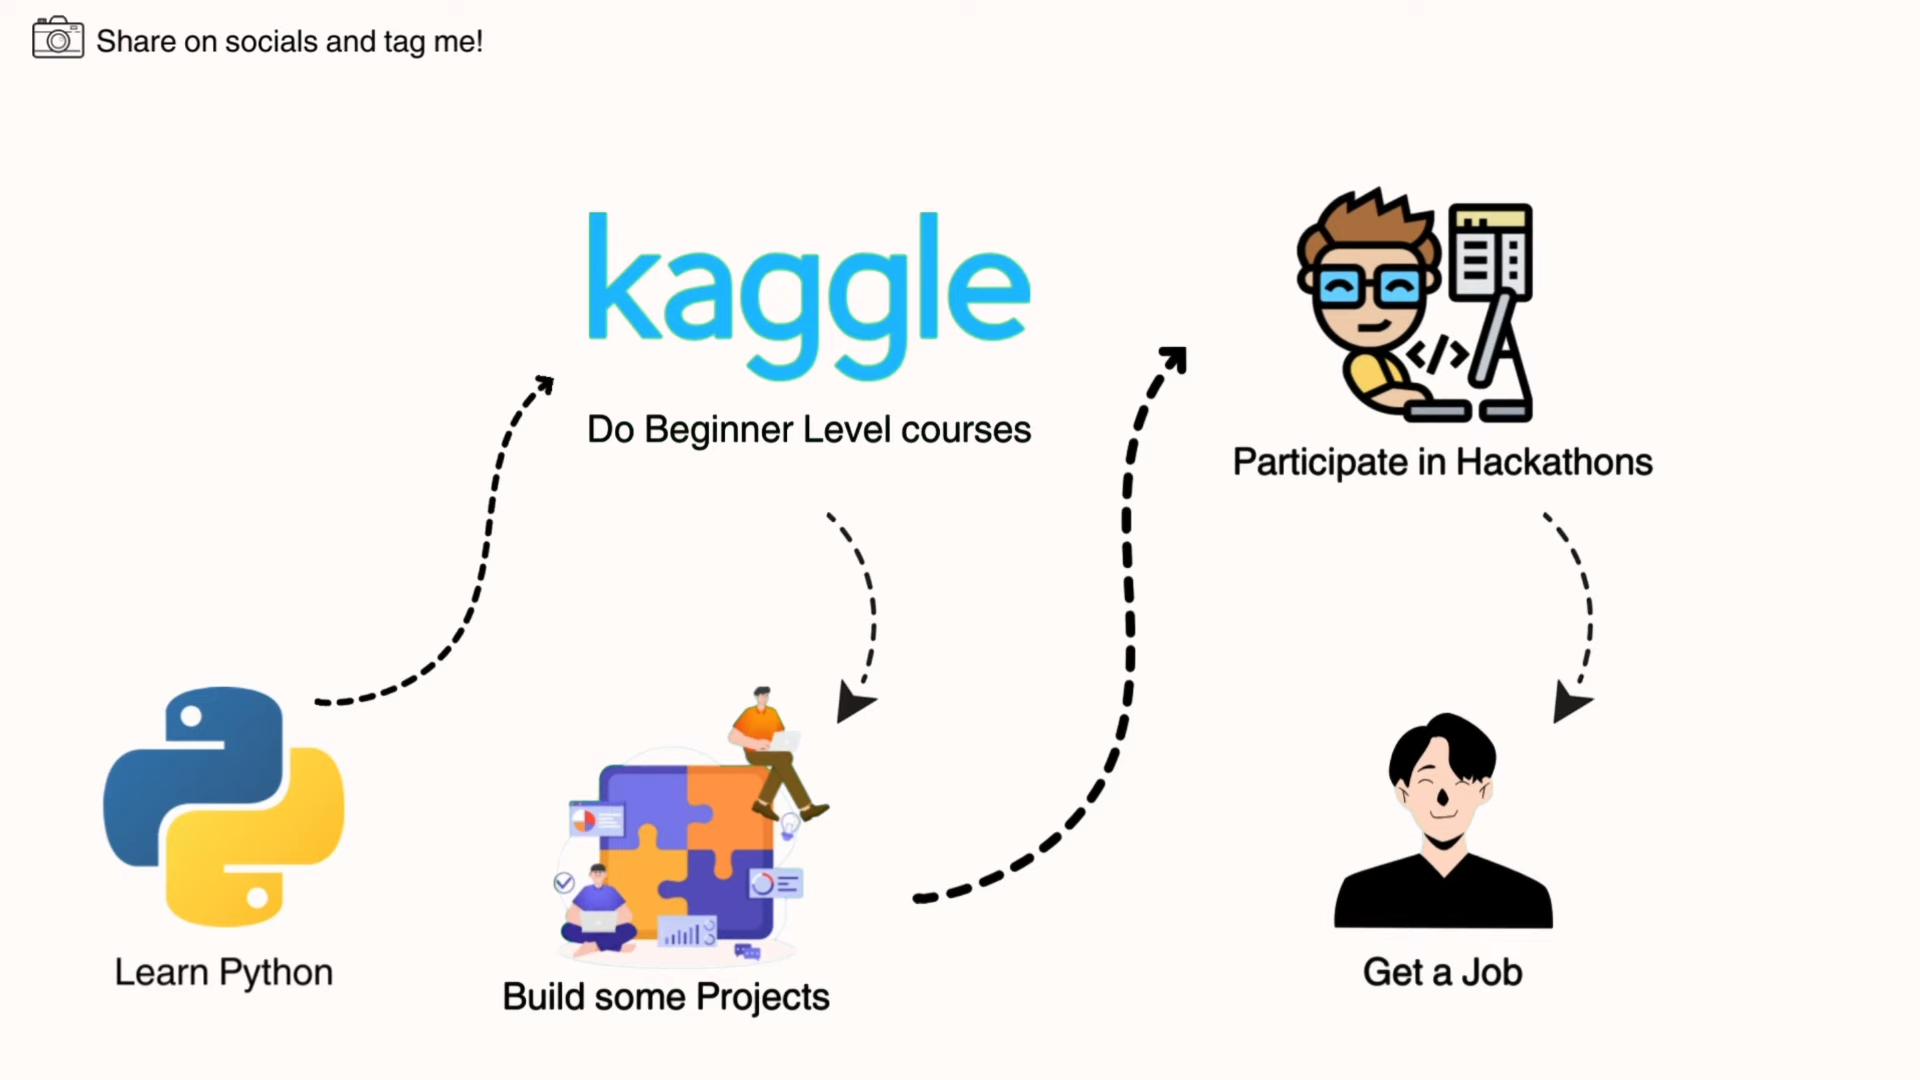 Share on socials and tag me!
kaggle
Do Beginner Level courses
</>
Participate in Hackathons
Learn Python
Build some Projects
Get a Job